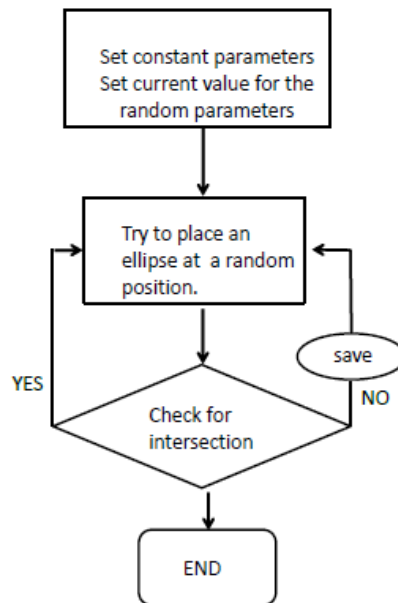 Set constant parameters
Set current value for the
random parameters
Try to place an
ellipse at a random
position.
save
YES
NO
Check for
intersection
END